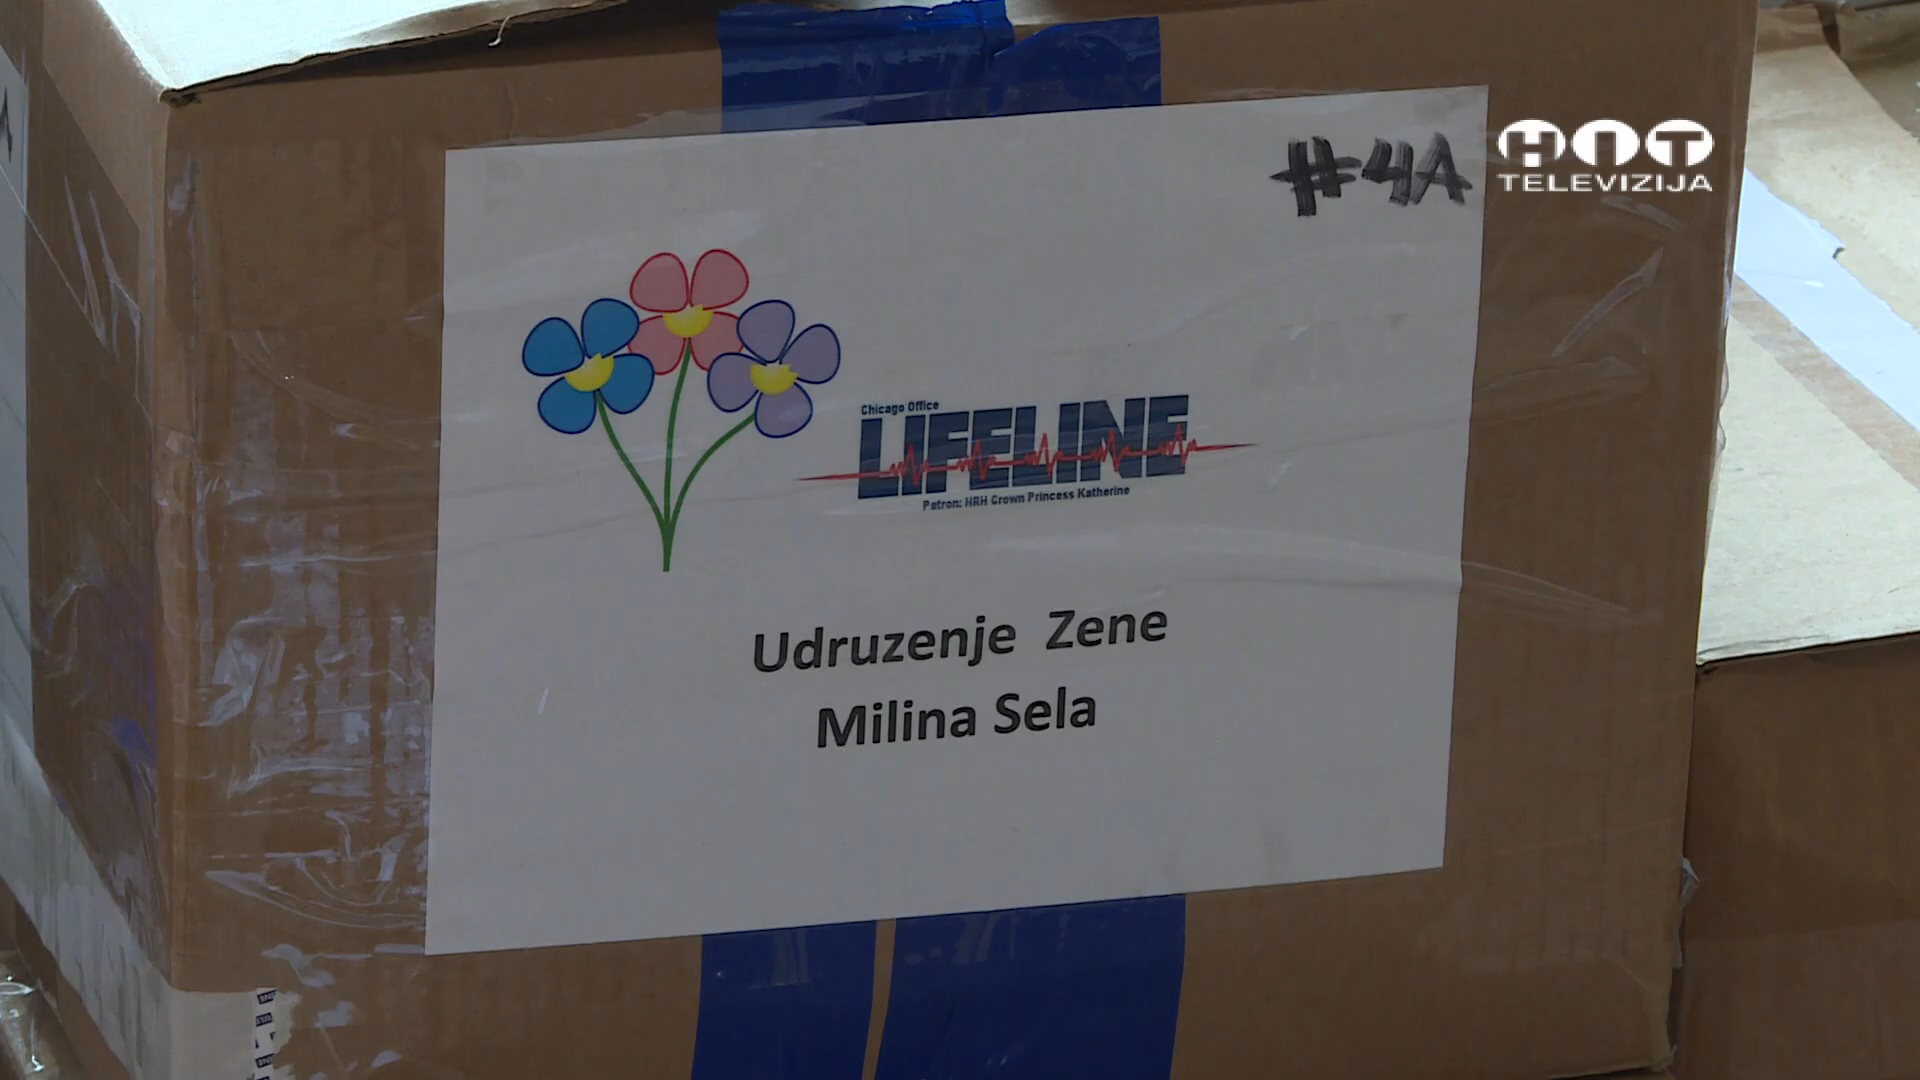 #4A
HIT
TELEVIZIJA
Chicago Office
LIFELINE
Patron: HRH Crown Princess Katherine
Udruzenje Zene
Milina Sela